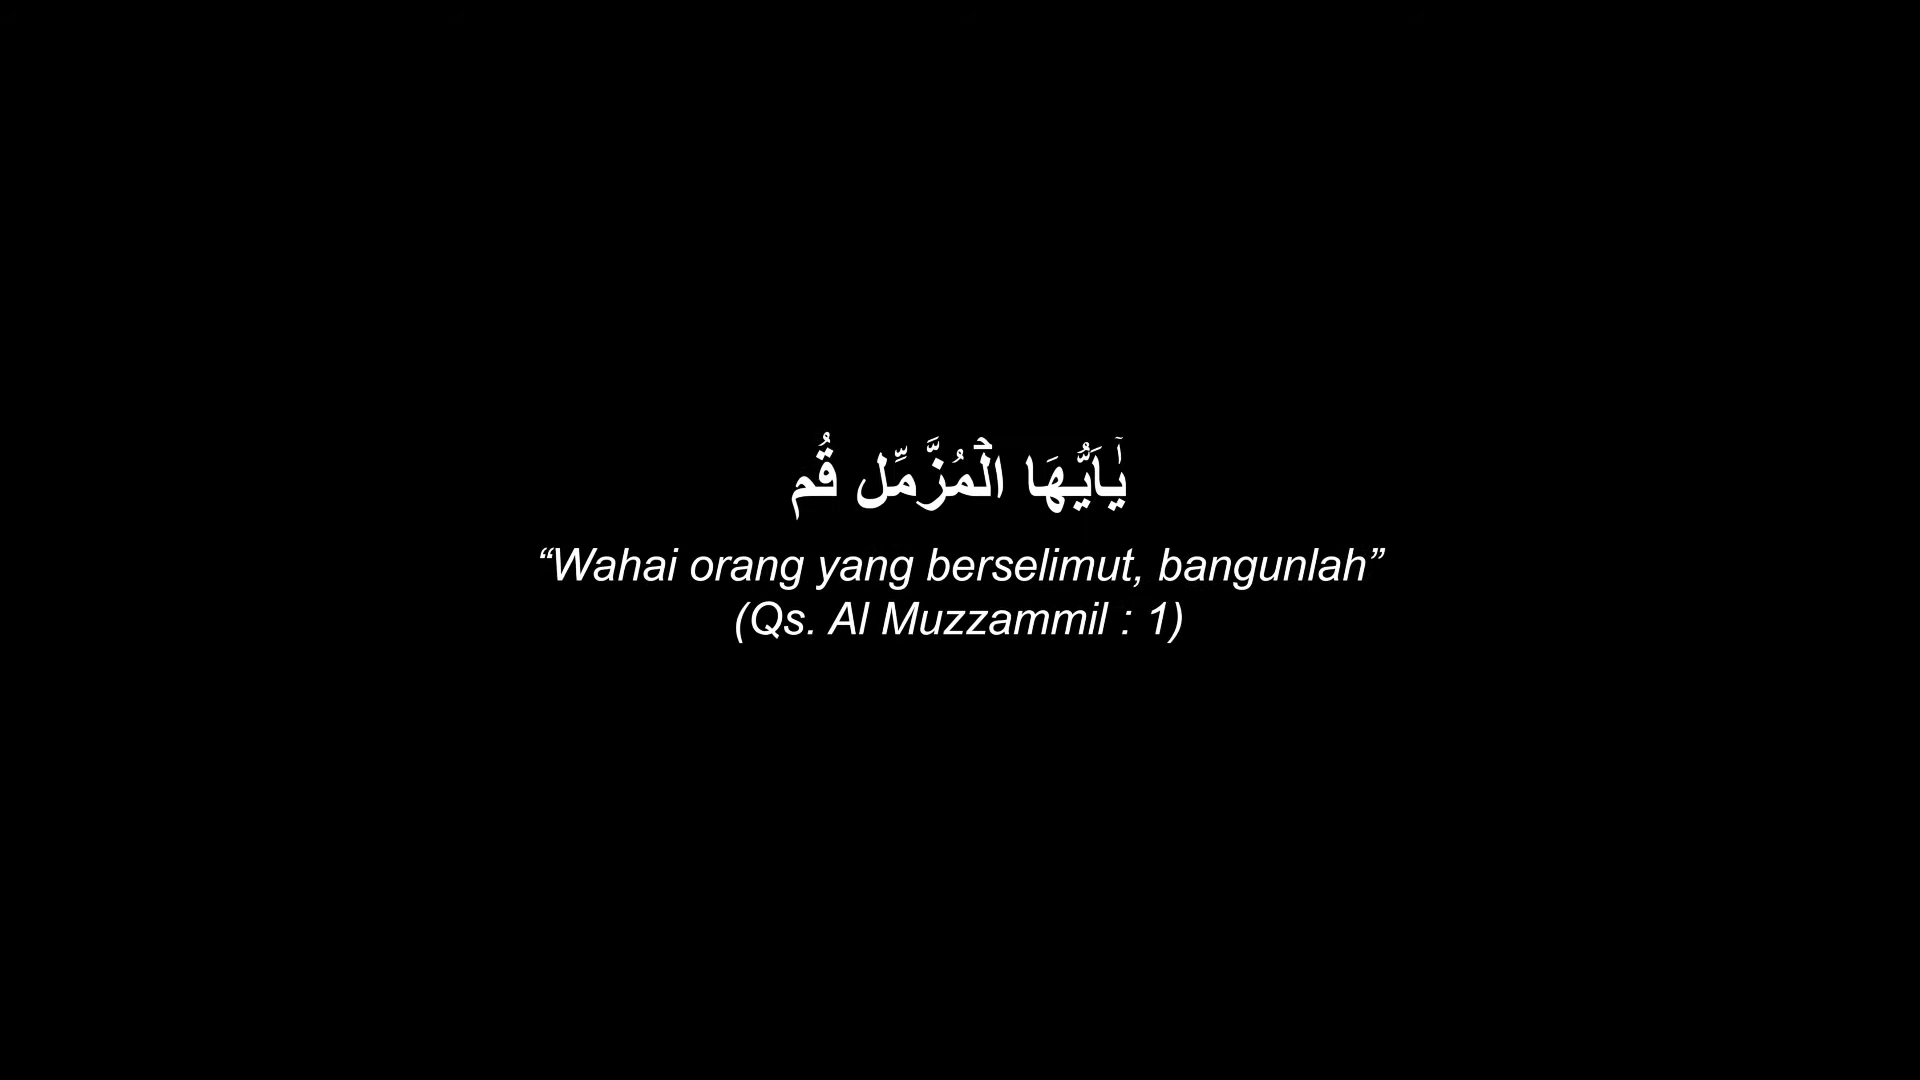 يٰٓاَيُّهَا الۡمُزَّمِّل قُم
“Wahai orang yang berselimut, bangunlah”
(Qs. Al Muzzammil : 1)